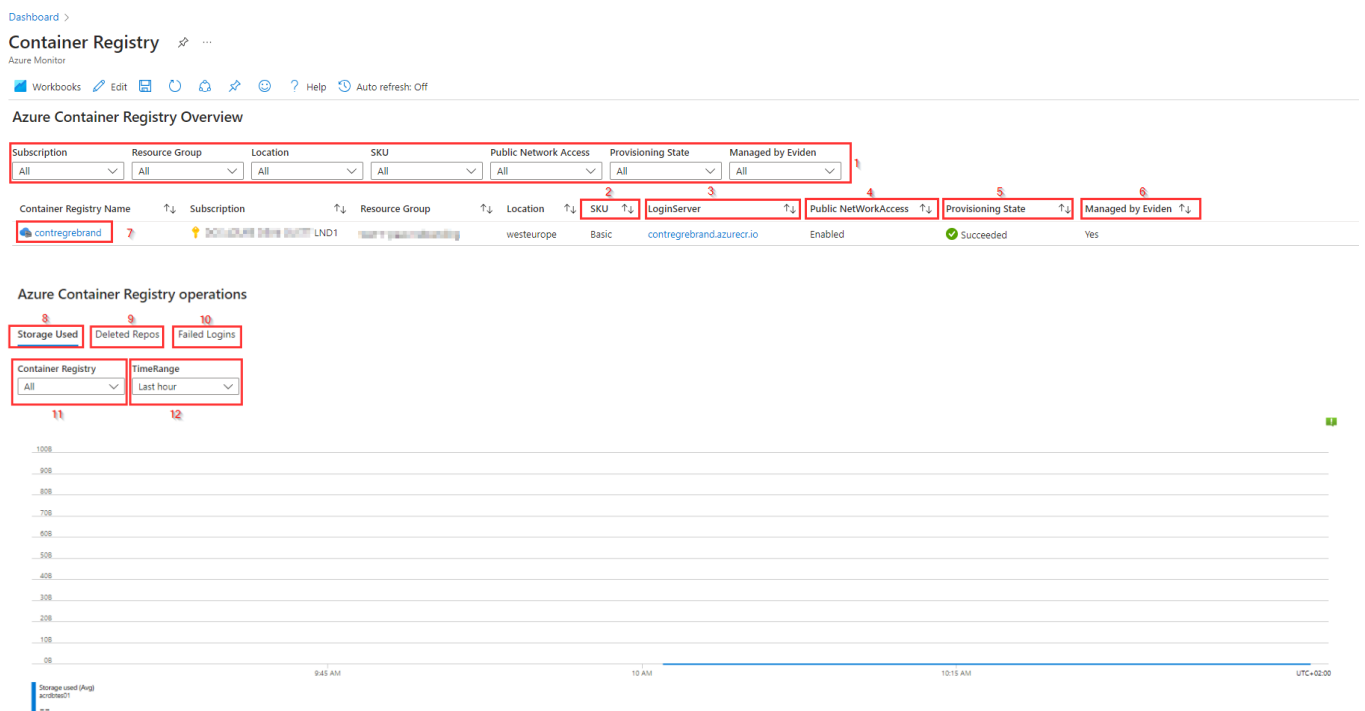 Dashboard >
Container Registry ...
Azure Monitor
Workbooks Edit ? Help Auto refresh: Off
Azure Container Registry Overview
Subscription Resource Group Location SKU Public Network Access Provisioning State Managed by Eviden
All All All All All All All 1
2 3 4 5 6
Container Registry Name ↑↓ Subscription ↑↓ Resource Group ↑↓ Location ↑↓ SKU ↑↓ LoginServer ↑↓ Public NetWorkAccess ↑↓ Provisioning State ↑↓ Managed by Eviden ↑↓
contregrebrand 7 LND1 westeurope Basic contregrebrand.azurecr.io Enabled Succeeded Yes
Azure Container Registry operations
8 9 10
Storage Used Deleted Repos Failed Logins
Container Registry TimeRange
All Last hour
11 12
100B
90B
80B
70B
60B
50B
40B
30B
20B
10B
0B
9:45 AM 10 AM 10:15 AM UTC+02:00
Storage used (Avg)
acrdbtes01